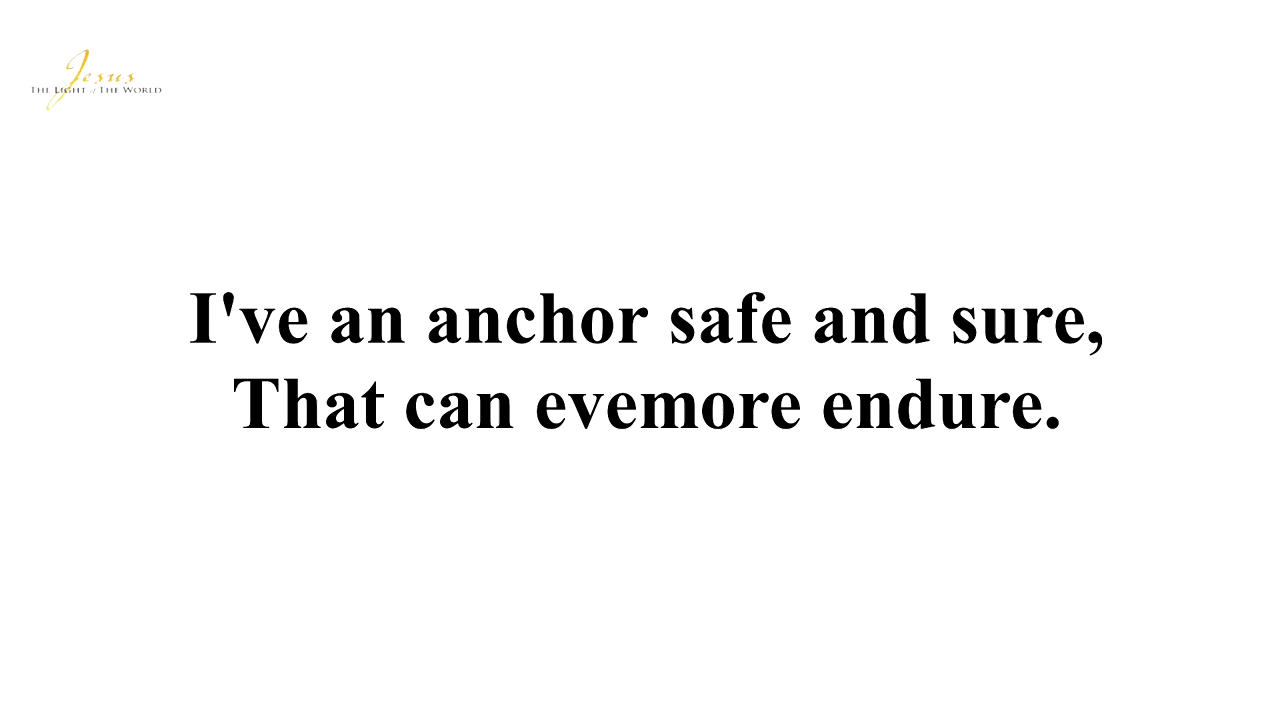 Jesus
THE LIGHT of THE WORLD
I've an anchor safe and sure,
That can evemore endure.